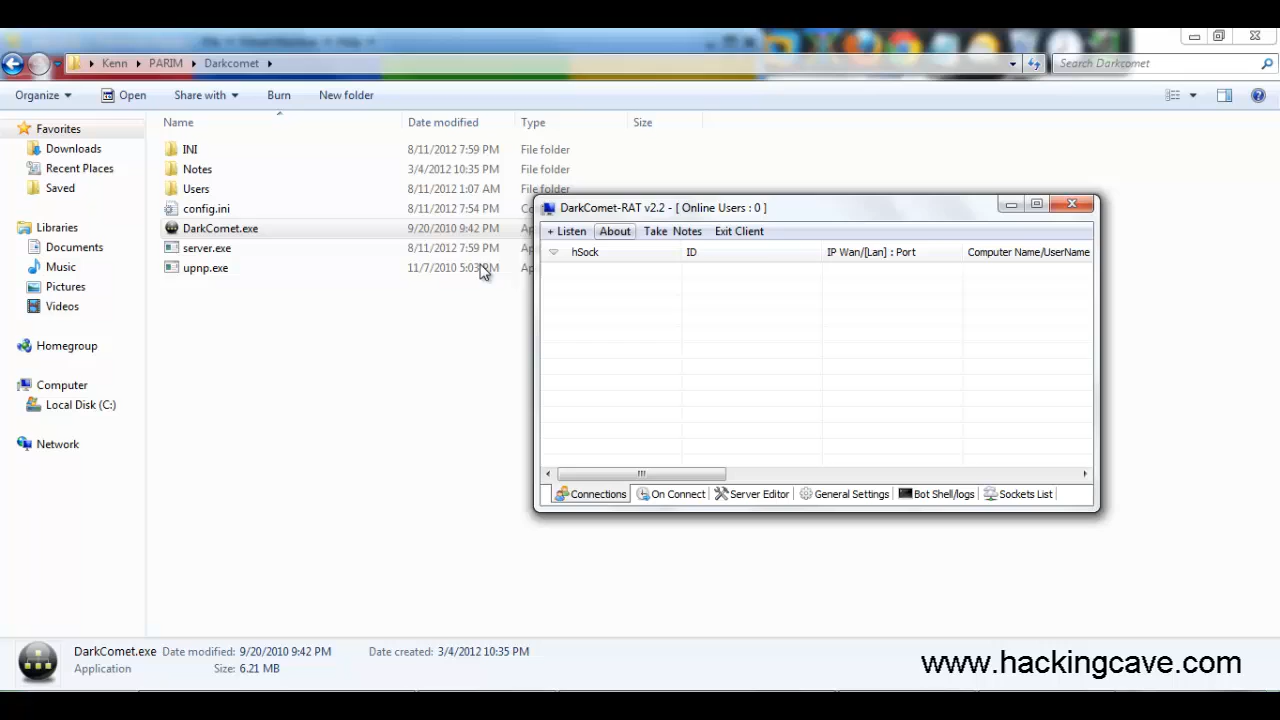 Kenn PARIM Darkcomet
Search Darkcomet
Organize Open Share with Burn New folder
Name Date modified Type Size
Favorites
Downloads
Recent Places
Saved
Libraries
Documents
Music
Pictures
Videos
Homegroup
Computer
Local Disk (C:)
Network
INI 8/11/2012 7:59 PM File folder
Notes 3/4/2012 10:35 PM File folder
Users 8/11/2012 1:07 AM File folder
config.ini 8/11/2012 7:54 PM
DarkComet.exe 9/20/2010 9:42 PM
server.exe 8/11/2012 7:59 PM
upnp.exe 11/7/2010 5:03 PM
DarkComet-RAT v2.2 - [ Online Users : 0 ]
+ Listen About Take Notes Exit Client
hSock ID IP Wan/[Lan] : Port Computer Name/UserName
Connections On Connect Server Editor General Settings Bot Shell/logs Sockets List
DarkComet.exe Date modified: 9/20/2010 9:42 PM Date created: 3/4/2012 10:35 PM
Application Size: 6.21 MB
www.hackingcave.com